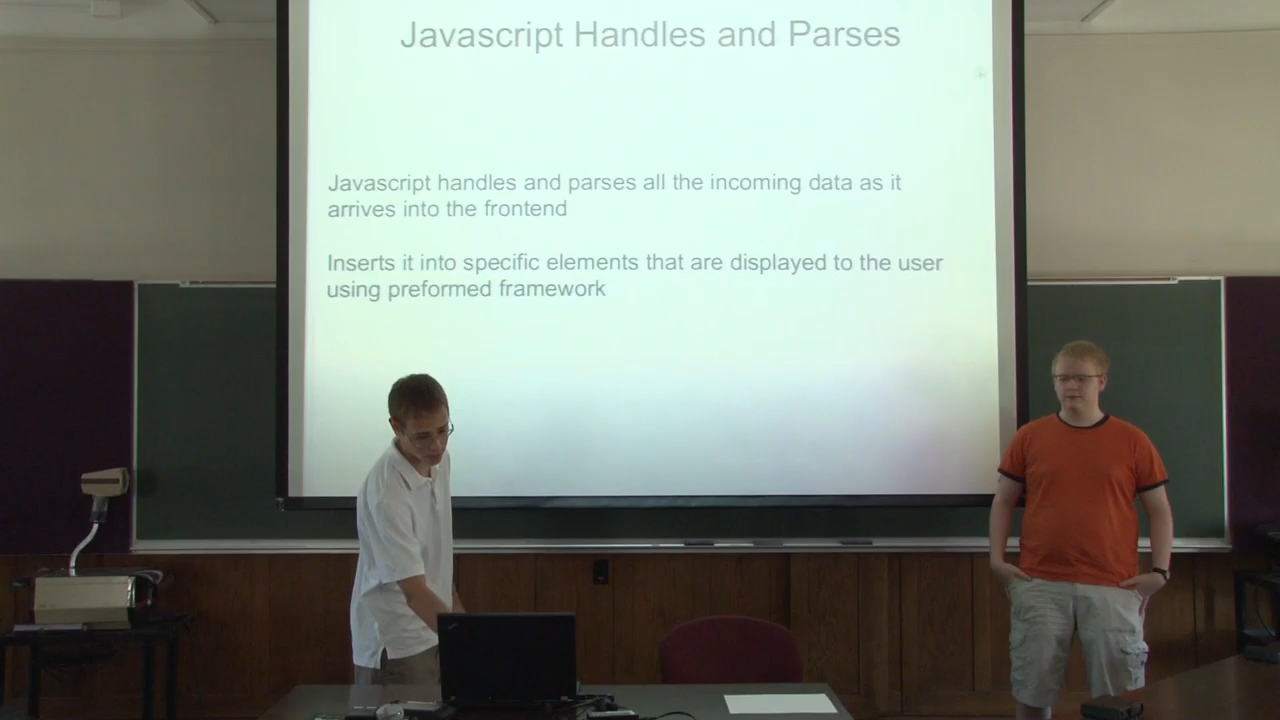 Javascript Handles and Parses
Javascript handles and parses all the incoming data as it
arrives into the frontend
Inserts it into specific elements that are displayed to the user
using preformed framework